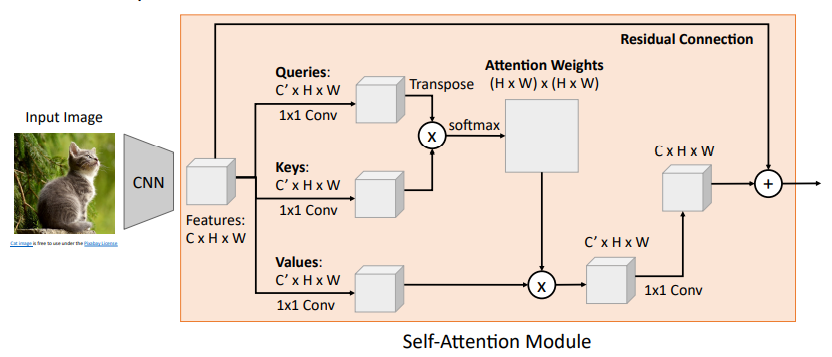 Residual Connection
Queries:
C' x H x W
1x1 Conv
Transpose
Attention Weights
(H x W) x (H x W)
Input Image
softmax
x
CNN
Keys:
C' x H x W
1x1 Conv
C x H x W
+
Features:
C x H x W
Cat image is free to use under the Pixabay License
Values:
C' x H x W
1x1 Conv
x
C' x H x W
1x1 Conv
Self-Attention Module